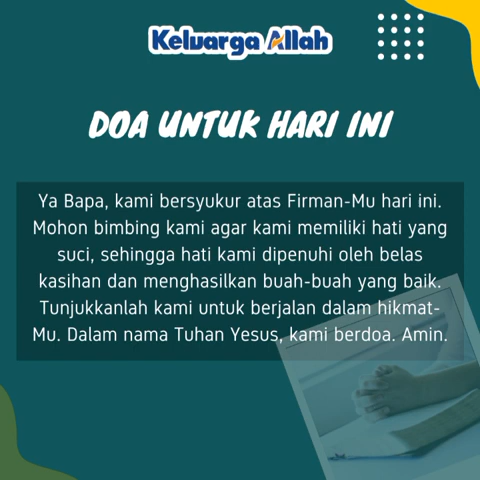 Keluarga Allah
DOA UNTUK HARI INI
Ya Bapa, kami bersyukur atas Firman-Mu hari ini.
Mohon bimbing kami agar kami memiliki hati yang
suci, sehingga hati kami dipenuhi oleh belas
kasihan dan menghasilkan buah-buah yang baik.
Tunjukkanlah kami untuk berjalan dalam hikmat-
Mu. Dalam nama Tuhan Yesus, kami berdoa. Amin.